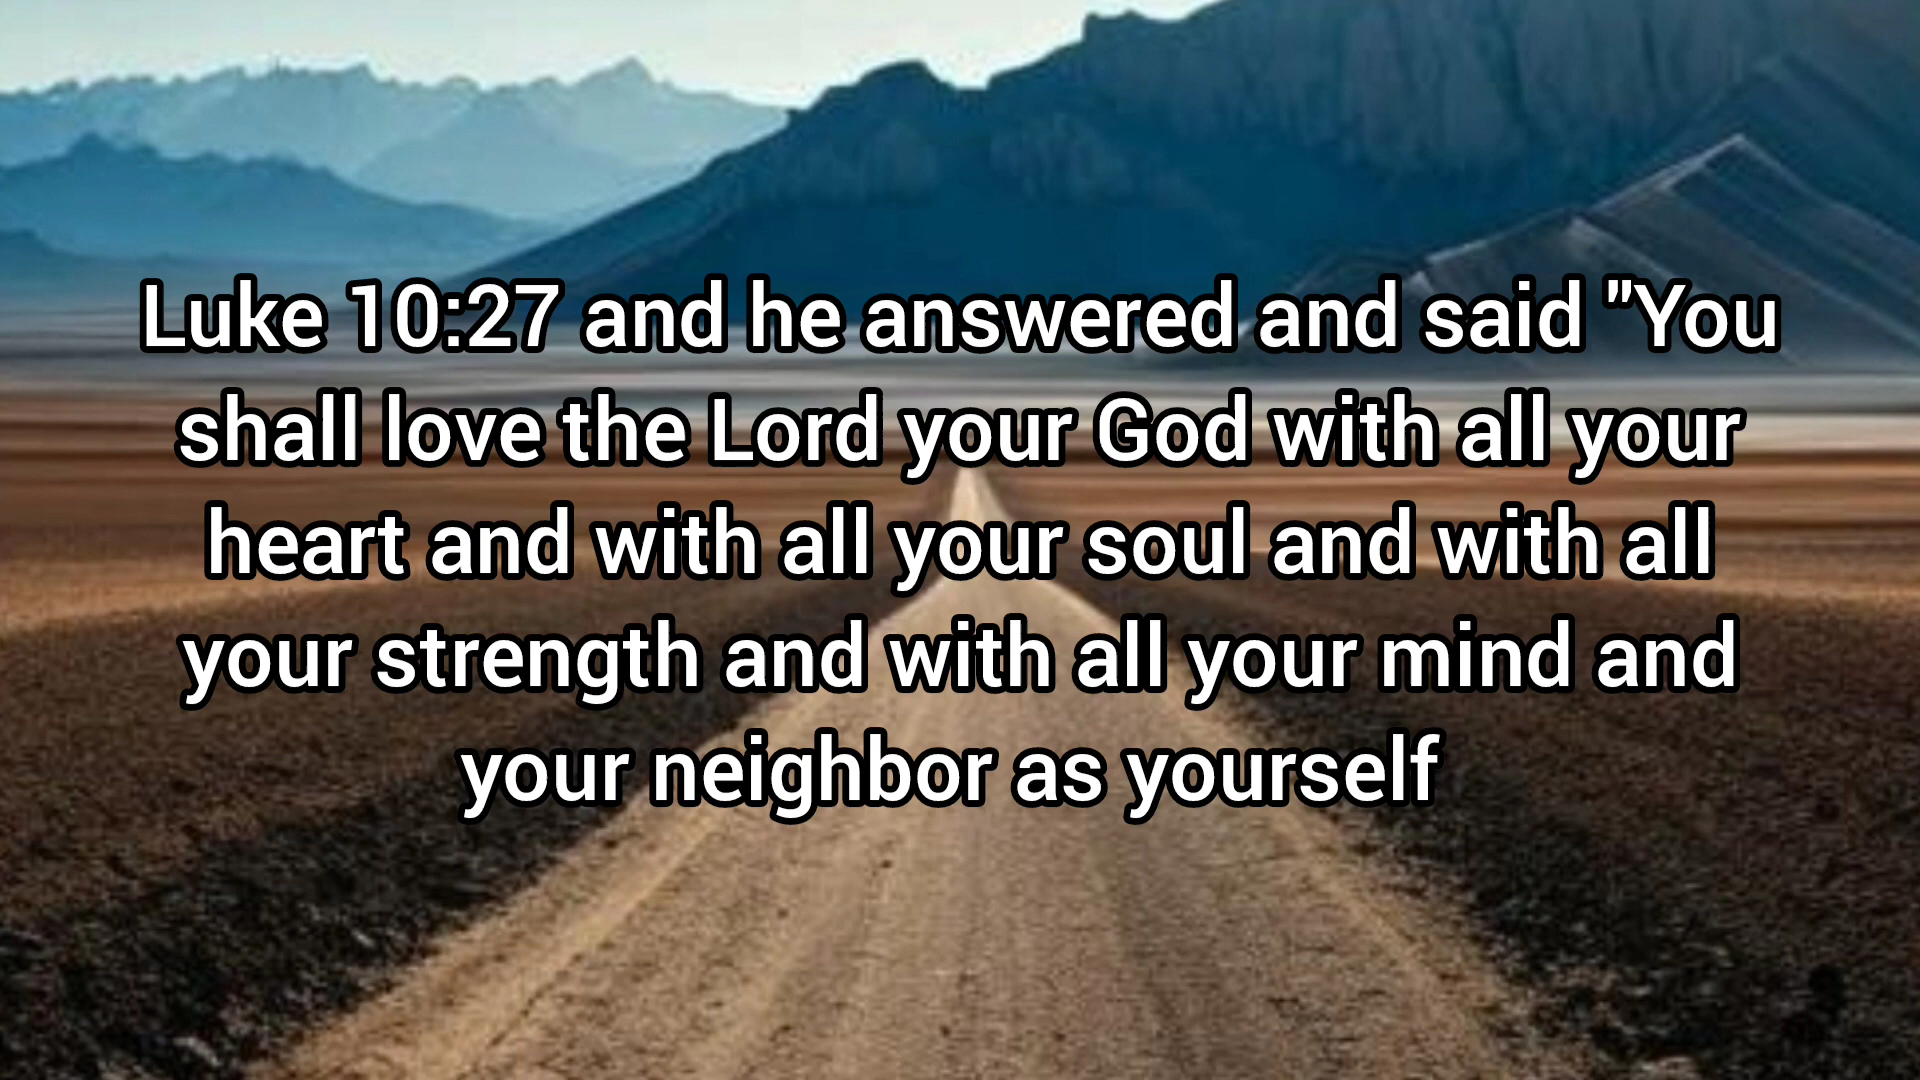 Luke 10:27 and he answered and said "You
shall love the Lord your God with all your
heart and with all your soul and with all
your strength and with all your mind and
your neighbor as yourself